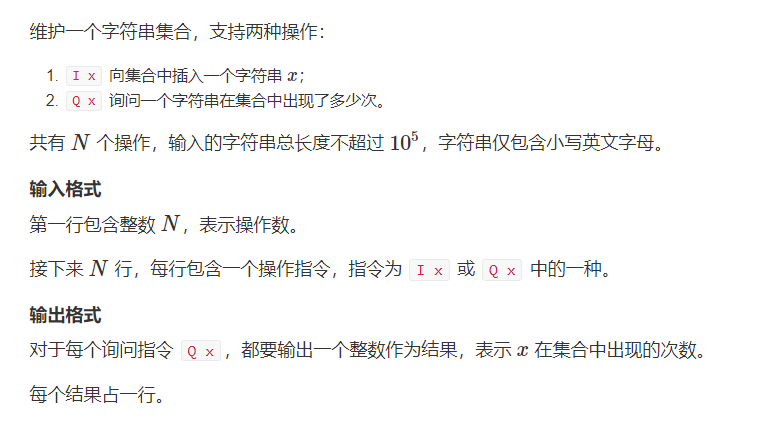 维护一个字符串集合，支持两种操作：
1. I x 向集合中插入一个字符串 x；
2. Q x 询问一个字符串在集合中出现了多少次。
共有 N 个操作，输入的字符串总长度不超过 10⁵，字符串仅包含小写英文字母。
输入格式
第一行包含整数 N，表示操作数。
接下来 N 行，每行包含一个操作指令，指令为 I x 或 Q x 中的一种。
输出格式
对于每个询问指令 Q x，都要输出一个整数作为结果，表示 x 在集合中出现的次数。
每个结果占一行。